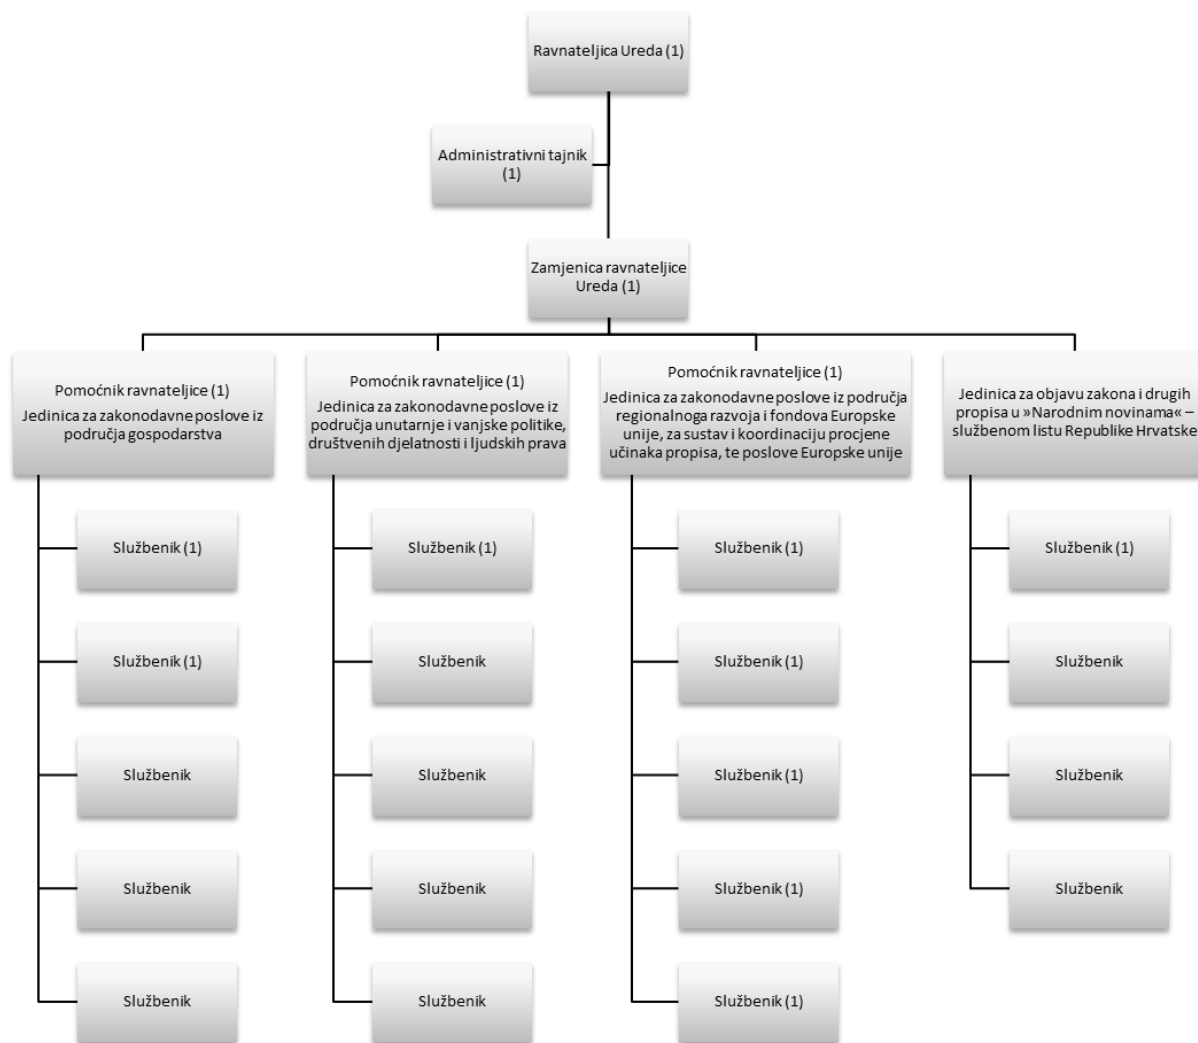 Ravnateljica Ureda (1)
Administrativni tajnik
(1)
Zamjenica ravnateljice
Ureda (1)
Pomoćnik ravnateljice (1)
Jedinica za zakonodavne poslove iz
područja gospodarstva
Službenik (1)
Službenik (1)
Službenik
Službenik
Službenik
Pomoćnik ravnateljice (1)
Jedinica za zakonodavne poslove iz
područja unutarnje i vanjske politike,
društvenih djelatnosti i ljudskih prava
Službenik (1)
Službenik
Službenik
Službenik
Službenik
Pomoćnik ravnateljice (1)
Jedinica za zakonodavne poslove iz područja
regionalnoga razvoja i fondova Europske
unije, za sustav i koordinaciju procjene
učinaka propisa, te poslove Europske unije
Službenik (1)
Službenik (1)
Službenik (1)
Službenik (1)
Službenik (1)
Jedinica za objavu zakona i drugih
propisa u »Narodnim novinama« –
službenom listu Republike Hrvatske
Službenik (1)
Službenik
Službenik
Službenik